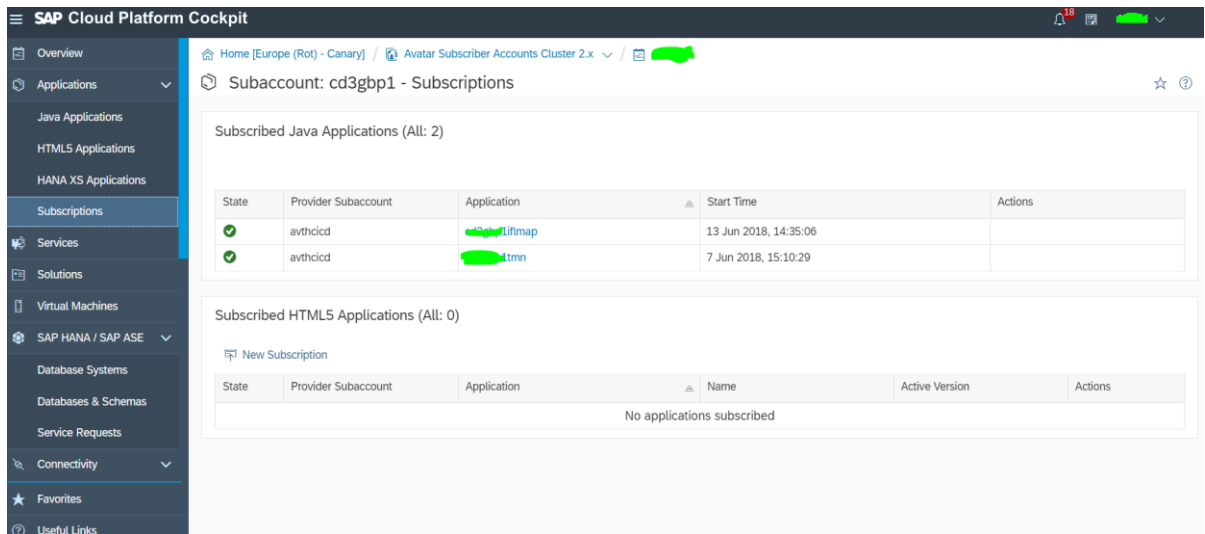 SAP Cloud Platform Cockpit
18
Overview
Applications
Java Applications
HTML5 Applications
HANA XS Applications
Subscriptions
Services
Solutions
Virtual Machines
SAP HANA / SAP ASE
Database Systems
Databases & Schemas
Service Requests
Connectivity
Favorites
Useful Links
Home [Europe (Rot) - Canary] / Avatar Subscriber Accounts Cluster 2.x /
Subaccount: cd3gbp1 - Subscriptions
Subscribed Java Applications (All: 2)
State Provider Subaccount Application Start Time Actions
avthcicd 1iflmap 13 Jun 2018, 14:35:06
avthcicd 1tmn 7 Jun 2018, 15:10:29
Subscribed HTML5 Applications (All: 0)
New Subscription
State Provider Subaccount Application Name Active Version Actions
No applications subscribed